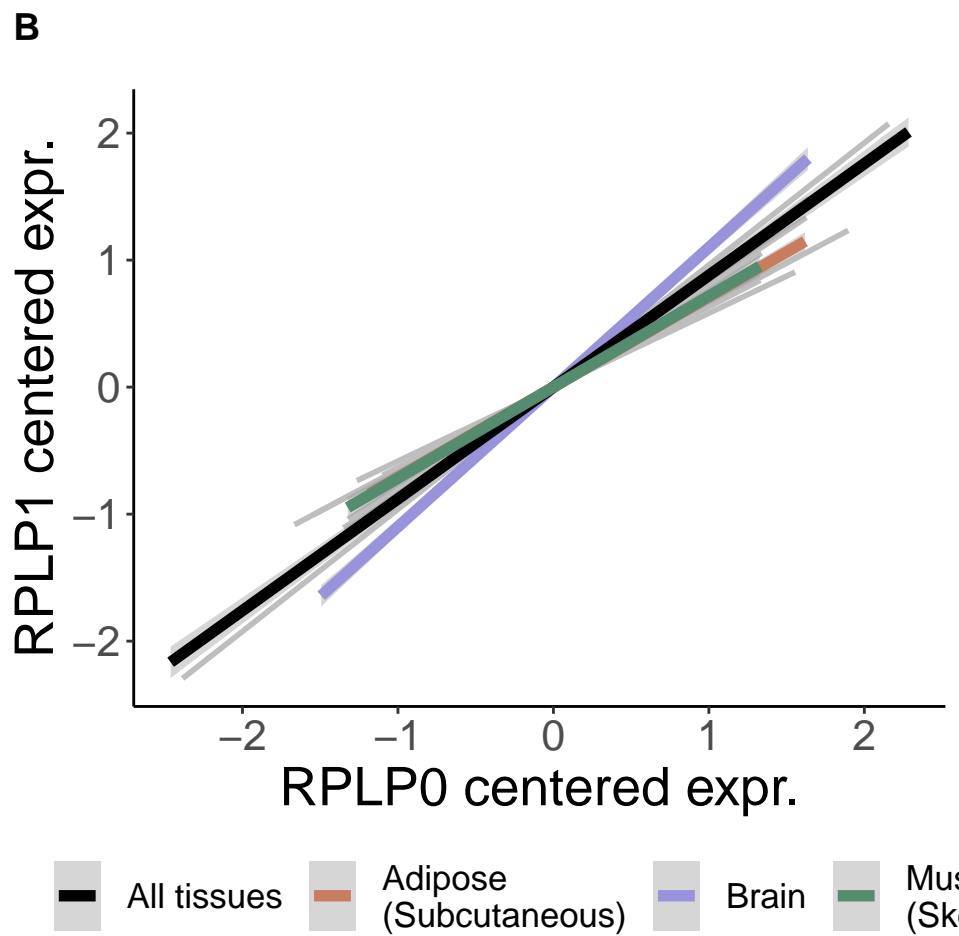 B
RPLP1 centered expr.
2
1
0
−1
−2
−2 −1 0 1 2
RPLP0 centered expr.
All tissues
Adipose
(Subcutaneous)
Brain